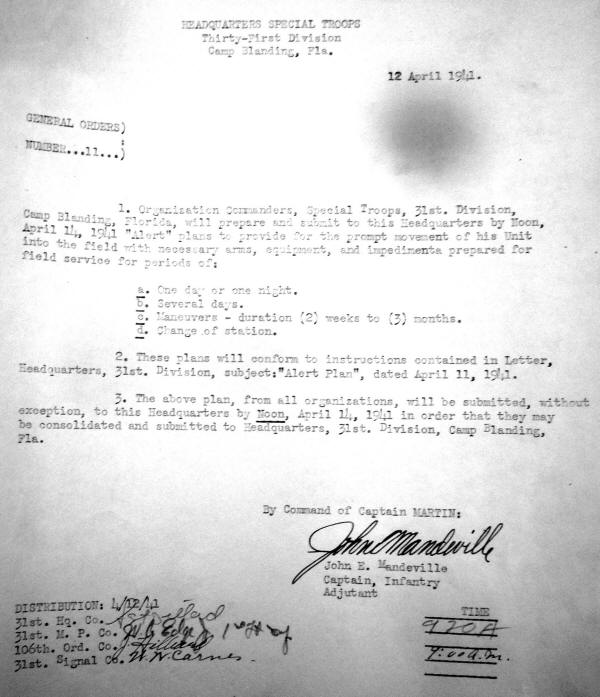 HEADQUARTERS SPECIAL TROOPS
Thirty-First Division
Camp Blanding, Fla.
12 April 1941.
GENERAL ORDERS)
:
NUMBER...11...)
1. Organization Commanders, Special Troops, 31st. Division,
Camp Blanding, Florida, will prepare and submit to this Headquarters by Noon,
April 14, 1941 "Alert" plans to provide for the prompt movement of his Unit
into the field with necessary arms, equipment, and impedimenta prepared for
field service for periods of:
a. One day or one night.
b. Several days.
c. Maneuvers - duration (2) weeks to (3) months.
d. Change of station.
2. These plans will conform to instructions contained in Letter,
Headquarters, 31st. Division, subject:"Alert Plan", dated April 11, 1941.
3. The above plan, from all organizations, will be submitted, without
exception, to this Headquarters by Noon, April 14, 1941 in order that they may
be consolidated and submitted to Headquarters, 31st. Division, Camp Blanding,
Fla.
By Command of Captain MARTIN:
John E Mandeville
John E. Mandeville
Captain, Infantry
Adjutant
DISTRIBUTION: 4/12/41
TIME
31st. Hq. Co.
920A
31st. M. P. Co.
106th. Ord. Co.
9:00 a.m.
31st. Signal Co. W.W. Carnes.